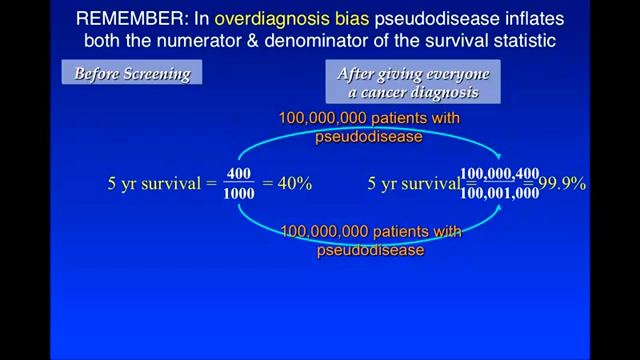 REMEMBER: In overdiagnosis bias pseudodisease inflates
both the numerator & denominator of the survival statistic
Before Screening
After giving everyone
a cancer diagnosis
100,000,000 patients with
pseudodisease
5 yr survival = 400/1000 = 40%
5 yr survival = 100,000,400/100,001,000 = 99.9%
100,000,000 patients with
pseudodisease